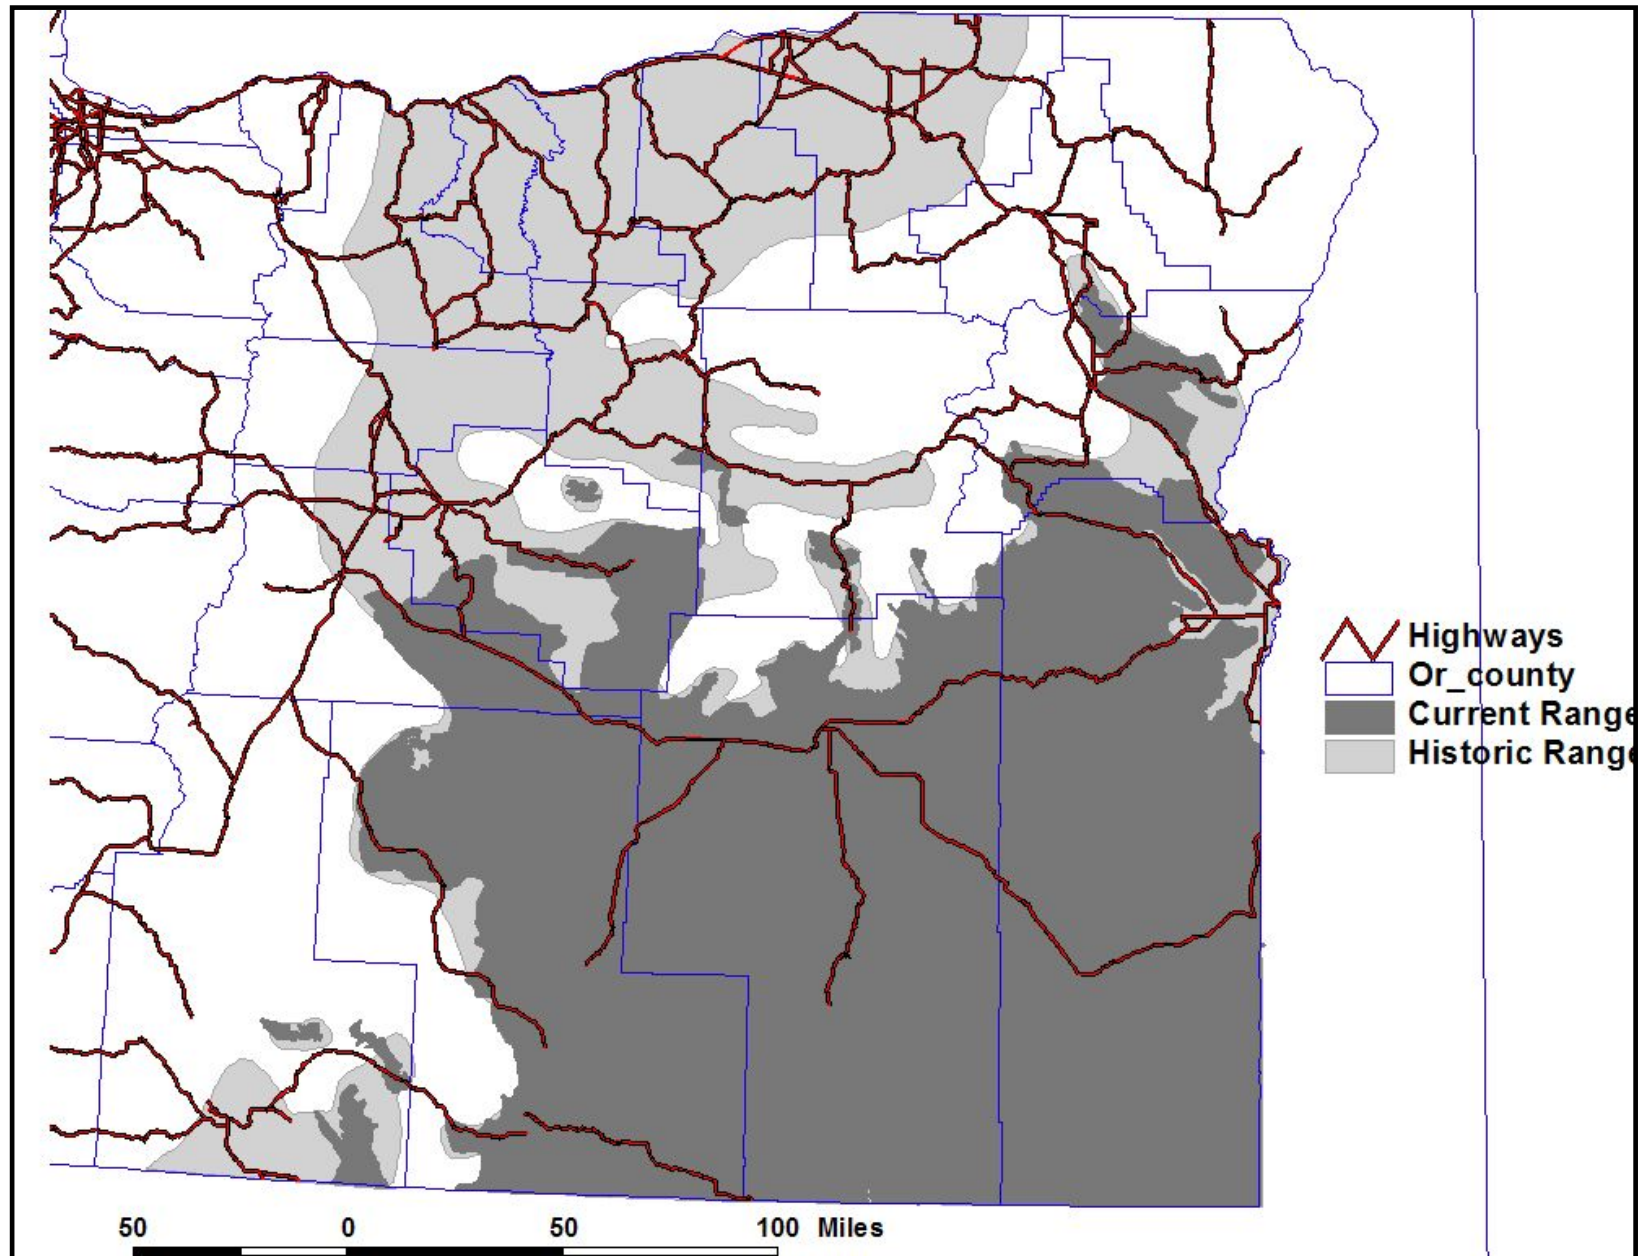 Highways
Or_county
Current Range
Historic Range
50 0 50 100 Miles